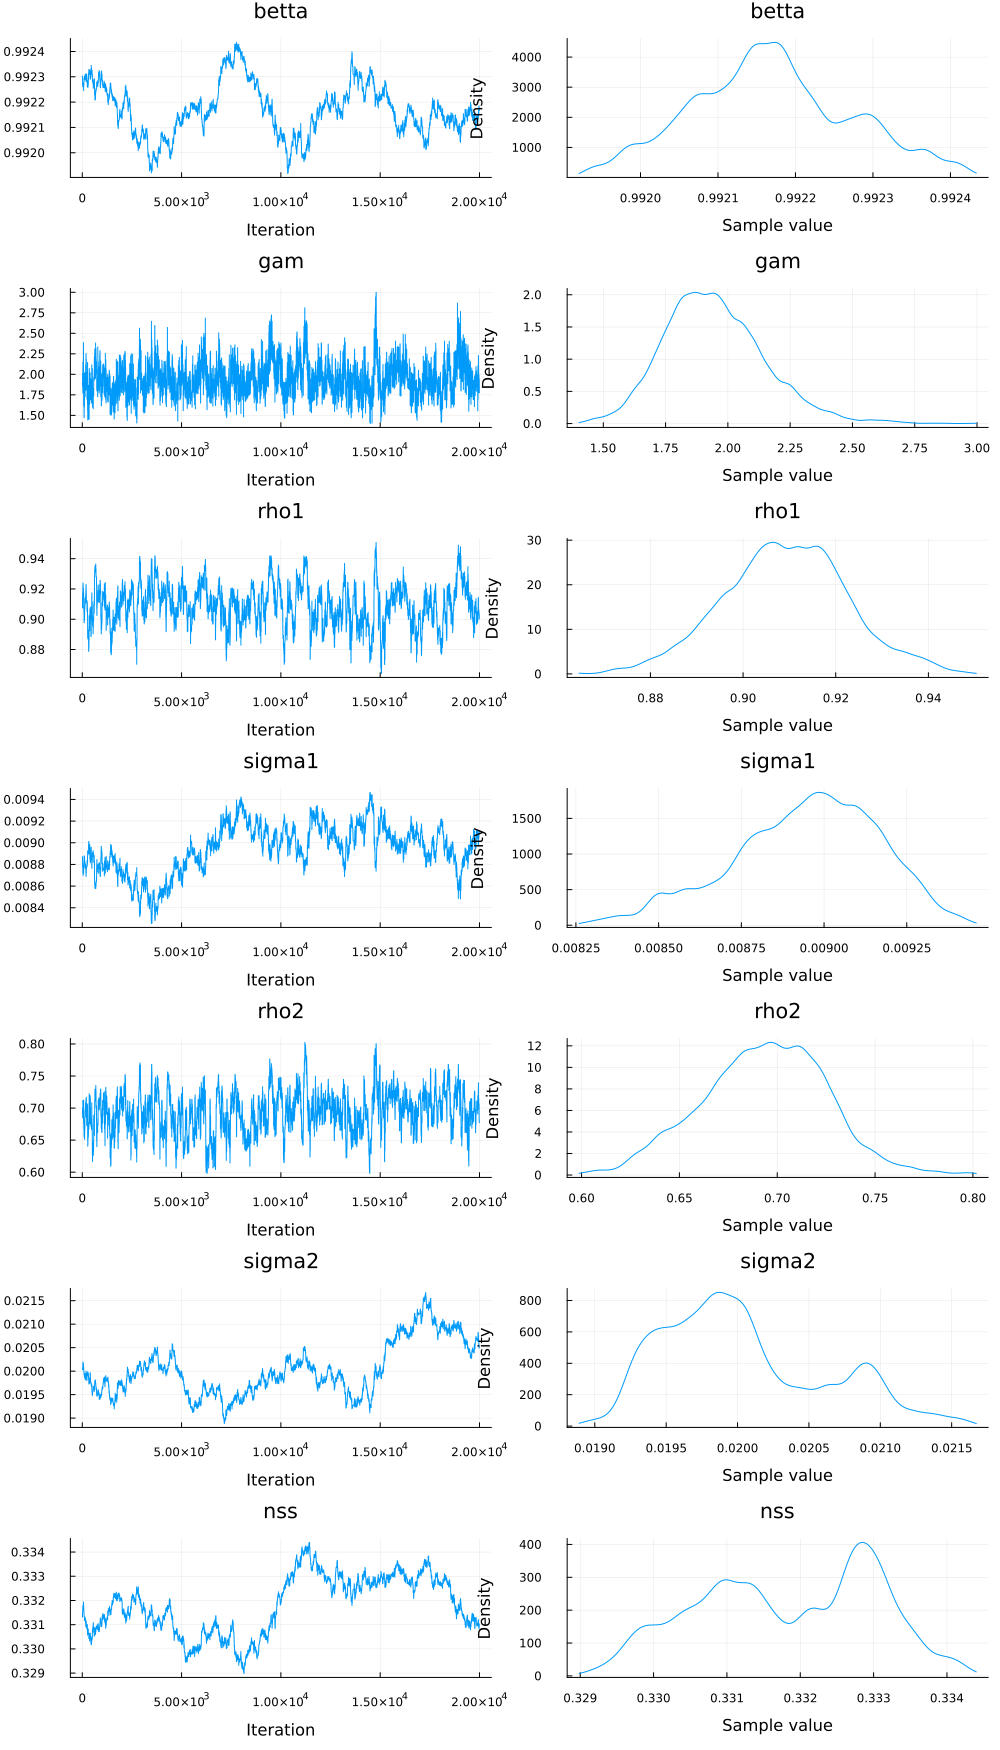 betta betta
0.9924
0.9923
0.9922
0.9921
0.9920
0 5.00×10³ 1.00×10⁴ 1.50×10⁴ 2.00×10⁴
Iteration
Density
4000
3000
2000
1000
0.9920 0.9921 0.9922 0.9923 0.9924
Sample value
gam gam
3.00
2.75
2.50
2.25
2.00
1.75
1.50
0 5.00×10³ 1.00×10⁴ 1.50×10⁴ 2.00×10⁴
Iteration
Density
2.0
1.5
1.0
0.5
0.0
1.50 1.75 2.00 2.25 2.50 2.75 3.00
Sample value
rho1 rho1
0.94
0.92
0.90
0.88
0 5.00×10³ 1.00×10⁴ 1.50×10⁴ 2.00×10⁴
Iteration
Density
30
20
10
0
0.88 0.90 0.92 0.94
Sample value
sigma1 sigma1
0.0094
0.0092
0.0090
0.0088
0.0086
0.0084
0 5.00×10³ 1.00×10⁴ 1.50×10⁴ 2.00×10⁴
Iteration
Density
1500
1000
500
0
0.00825 0.00850 0.00875 0.00900 0.00925
Sample value
rho2 rho2
0.80
0.75
0.70
0.65
0.60
0 5.00×10³ 1.00×10⁴ 1.50×10⁴ 2.00×10⁴
Iteration
Density
12
10
8
6
4
2
0
0.60 0.65 0.70 0.75 0.80
Sample value
sigma2 sigma2
0.0215
0.0210
0.0205
0.0200
0.0195
0.0190
0 5.00×10³ 1.00×10⁴ 1.50×10⁴ 2.00×10⁴
Iteration
Density
800
600
400
200
0
0.0190 0.0195 0.0200 0.0205 0.0210 0.0215
Sample value
nss nss
0.334
0.333
0.332
0.331
0.330
0.329
0 5.00×10³ 1.00×10⁴ 1.50×10⁴ 2.00×10⁴
Iteration
Density
400
300
200
100
0
0.329 0.330 0.331 0.332 0.333 0.334
Sample value